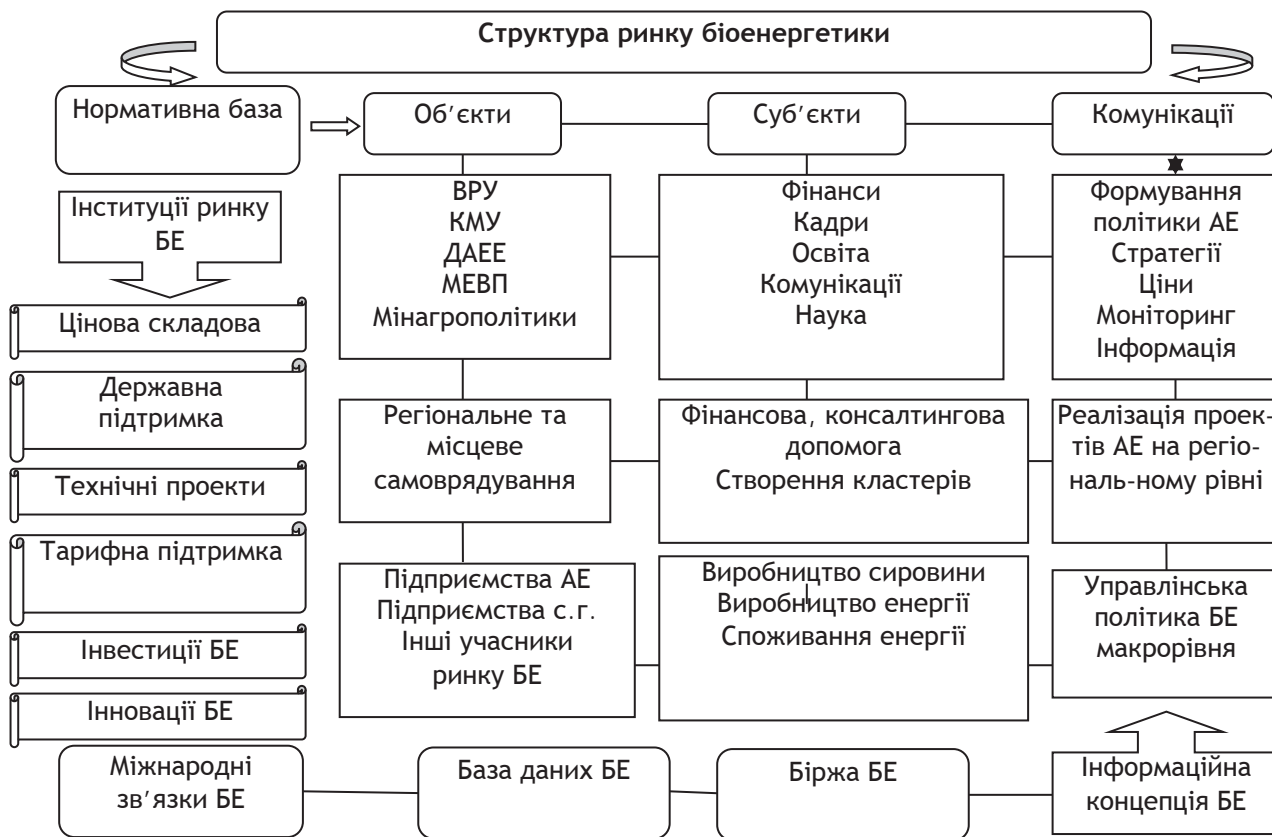 Структура ринку біоенергетики
Нормативна база
Об’єкти
Суб’єкти
Комунікації
Інституції ринку
БЕ
Цінова складова
Державна
підтримка
Технічні проекти
Тарифна підтримка
Інвестиції БЕ
Інновації БЕ
ВРУ
КМУ
ДАЕЕ
МЕВП
Мінагрополітики
Фінанси
Кадри
Освіта
Комунікації
Наука
Формування
політики АЕ
Стратегії
Ціни
Моніторинг
Інформація
Регіональне та
місцеве
самоврядування
Фінансова, консалтингова
допомога
Створення кластерів
Реалізація проек-
тів АЕ на регіо-
наль-ному рівні
Підприємства АЕ
Підприємства с.г.
Інші учасники
ринку БЕ
Виробництво сировини
Виробництво енергії
Споживання енергії
Управлінська
політика БЕ
макрорівня
Міжнародні
зв’язки БЕ
База даних БЕ
Біржа БЕ
Інформаційна
концепція БЕ